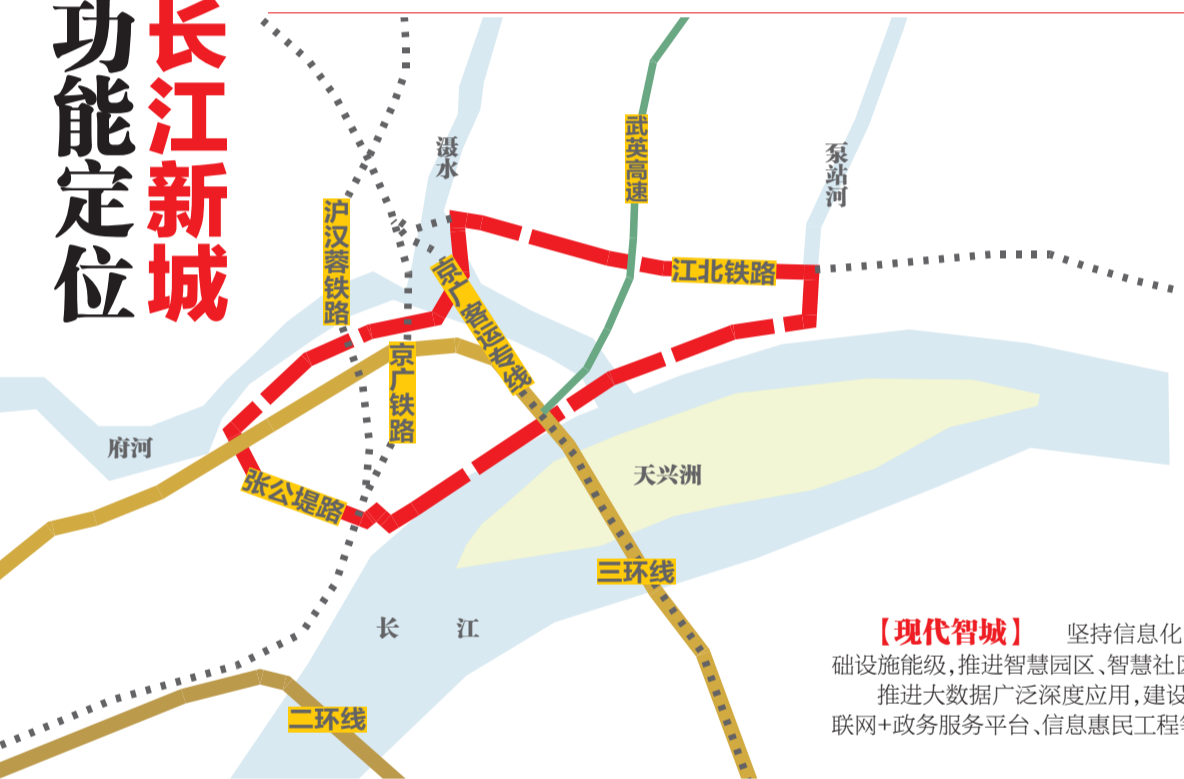 长江新城
功能定位
滠水
武英高速
泵站河
沪汉蓉铁路
京广客运专线
江北铁路
京广铁路
府河
张公堤路
天兴洲
三环线
长江
二环线
【现代智城】 坚持信息化
础设施能级,推进智慧园区、智慧社区
推进大数据广泛深度应用,建设
联网+政务服务平台、信息惠民工程等